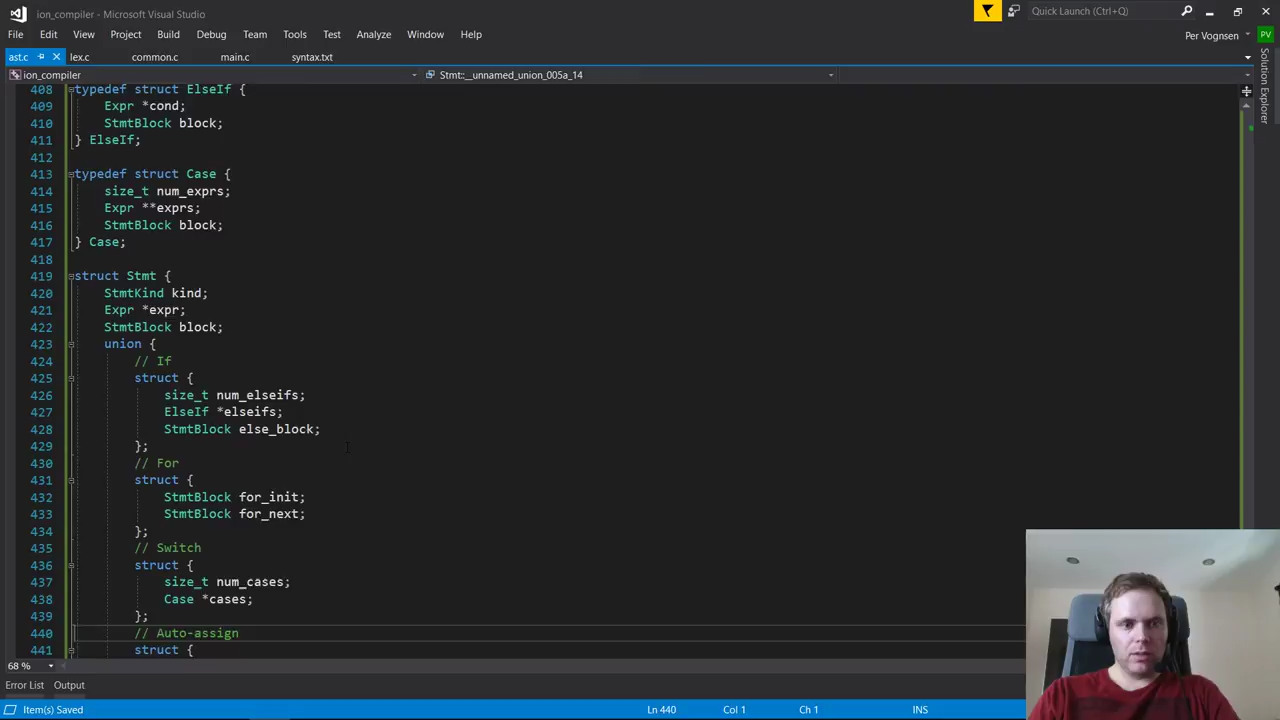 ion_compiler - Microsoft Visual Studio
Quick Launch (Ctrl+Q)
File Edit View Project Build Debug Team Tools Test Analyze Window Help
Per Vognsen
PV
ast.c lex.c common.c main.c syntax.txt
Solution Explorer
ion_compiler
Stmt::__unnamed_union_005a_14
408 typedef struct ElseIf {
409 Expr *cond;
410 StmtBlock block;
411 } ElseIf;
412
413 typedef struct Case {
414 size_t num_exprs;
415 Expr **exprs;
416 StmtBlock block;
417 } Case;
418
419 struct Stmt {
420 StmtKind kind;
421 Expr *expr;
422 StmtBlock block;
423 union {
424 // If
425 struct {
426 size_t num_elseifs;
427 ElseIf *elseifs;
428 StmtBlock else_block;
429 };
430 // For
431 struct {
432 StmtBlock for_init;
433 StmtBlock for_next;
434 };
435 // Switch
436 struct {
437 size_t num_cases;
438 Case *cases;
439 };
440 // Auto-assign
441 struct {
68 %
Error List Output
Item(s) Saved
Ln 440 Col 1 Ch 1 INS